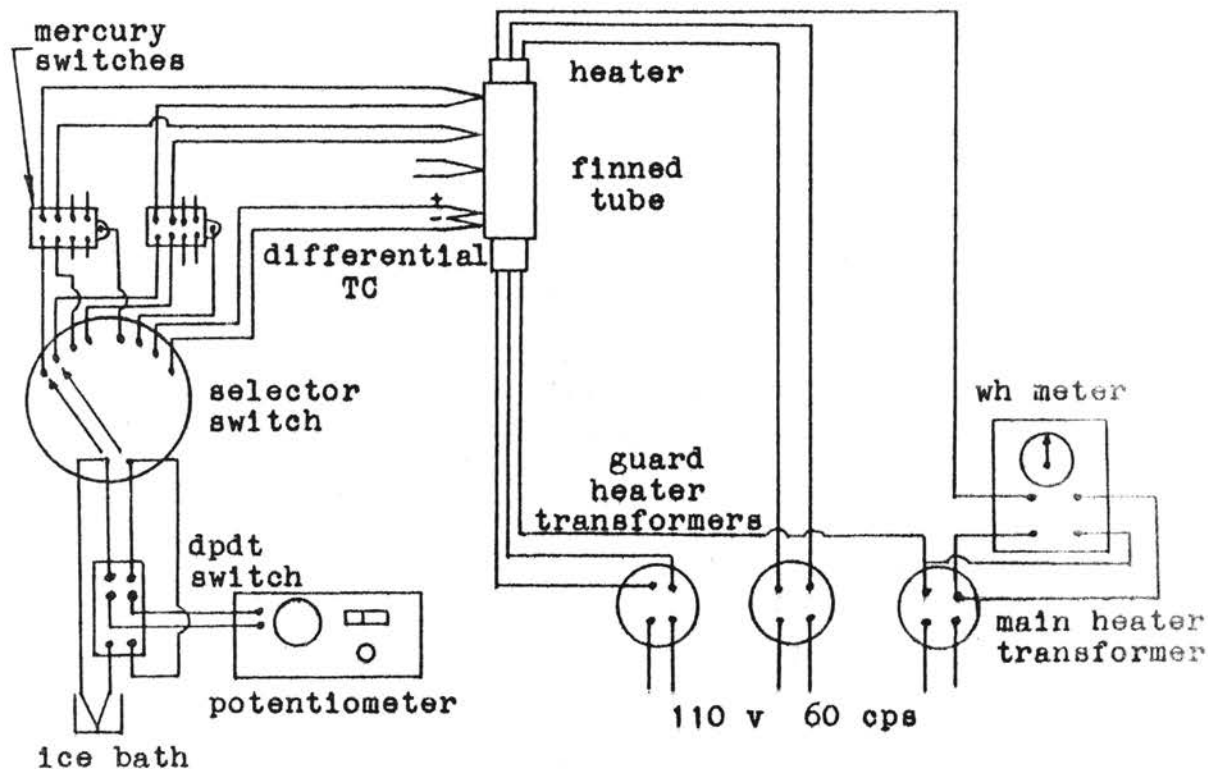 mercury
switches
heater
finned
tube
+
-
differential
TC
selector
switch
wh meter
guard
heater
transformers
dpdt
switch
main heater
transformer
potentiometer
110 v 60 cps
ice bath